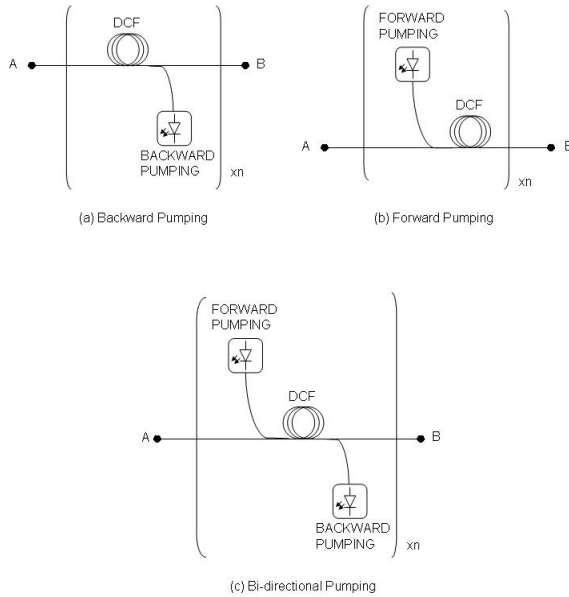 DCF
A
B
BACKWARD
PUMPING
xn
(a) Backward Pumping
FORWARD
PUMPING
DCF
A
xn
(b) Forward Pumping
FORWARD
PUMPING
DCF
A
B
BACKWARD
PUMPING
xn
(c) Bi-directional Pumping